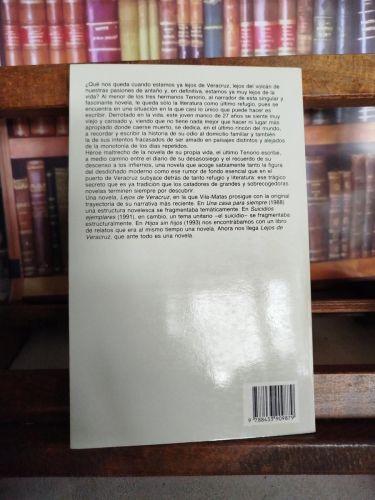 ¿Qué nos queda cuando estamos ya lejos de Veracruz, lejos del volcán de
nuestras pasiones de antaño y, en definitiva, estamos ya muy lejos de la
vida? Al menor de los tres hermanos Tenorio, al narrador de esta singular y
fascinante novela, le queda sólo la literatura como último refugio, pues se
encuentra en una situación en la que casi lo único que puede hacer es
escribir. Derrotado en la vida, este joven manco de 27 años se siente muy
viejo y cansado y, viendo que no tiene nada mejor que hacer ni lugar más
apropiado donde caerse muerto, se dedica, en el último rincón del mundo,
a recordar y escribir la historia de su odio al domicilio familiar y también
la de sus intentos fracasados de ser amado en paisajes distintos y alejados
de la monotonía de los días repetidos.
Héroe maltrecho de la novela de su propia vida, el último Tenorio escribe,
a medio camino entre el diario de su desasosiego y el recuerdo de su
descenso a los infiernos, una novela que acoge sabiamente tanto la figura
del desdichado moderno como ese rumor de fondo esencial que en el
puerto de Veracruz subyace detrás de tanto refugio y literatura: ese trágico
secreto que es ya tradición que los catadores de grandes y sobrecogedoras
novelas terminen siempre por descubrir.
Una novela, Lejos de Veracruz, en la que Vila-Matas prosigue con la original
trayectoria de su narrativa más reciente. En Una casa para siempre (1988)
una estructura novelesca se fragmentaba temáticamente. En Suicidios
ejemplares (1991), en cambio, un tema unitario –el suicidio– se fragmentaba
estructuralmente. En Hijos sin hijos (1993) nos encontrábamos con un libro
de relatos que era al mismo tiempo una novela. Ahora nos llega Lejos de
Veracruz, que ante todo es una novela.
9 788433 909879